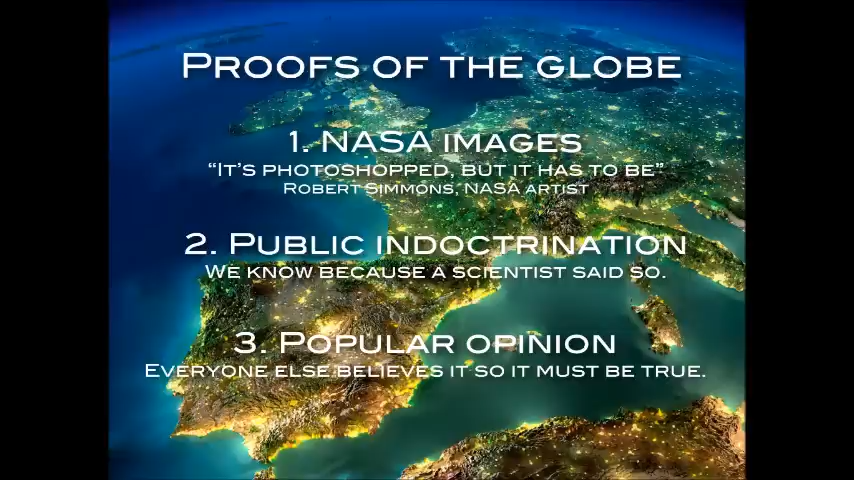 PROOFS OF THE GLOBE
1. NASA IMAGES
“IT’S PHOTOSHOPPED, BUT IT HAS TO BE”
ROBERT SIMMONS, NASA ARTIST
2. PUBLIC INDOCTRINATION
WE KNOW BECAUSE A SCIENTIST SAID SO.
3. POPULAR OPINION
EVERYONE ELSE BELIEVES IT SO IT MUST BE TRUE.